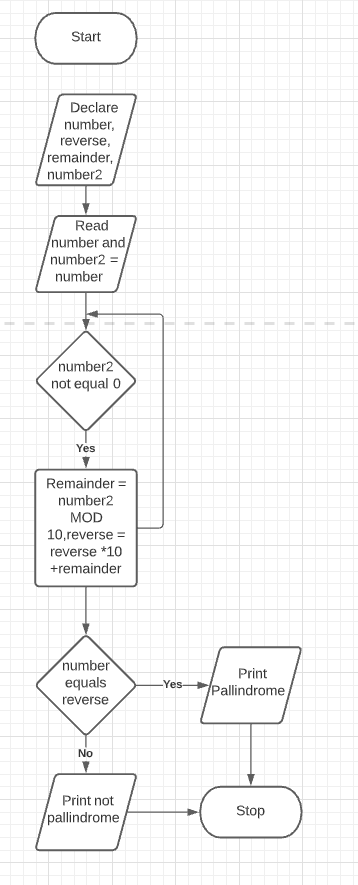 Start
Declare
number,
reverse,
remainder,
number2
Read
number and
number2 =
number
number2
not equal 0
Yes
Remainder =
number2
MOD
10,reverse =
reverse *10
+remainder
number
equals
reverse
Yes
Print
Pallindrome
No
Print not
pallindrome
Stop